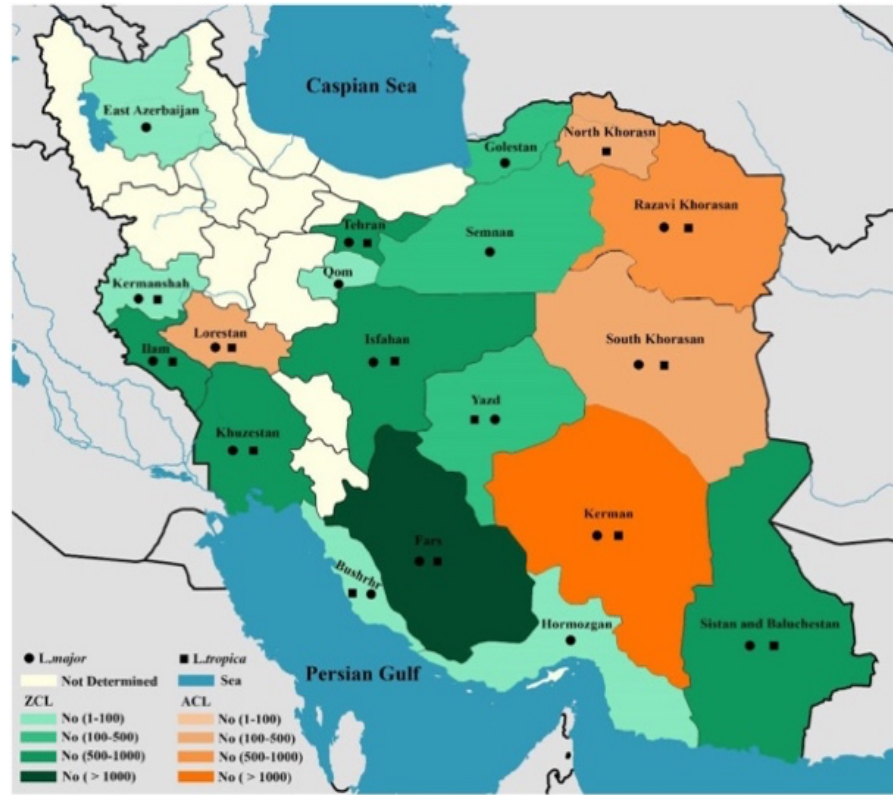 Caspian Sea
East Azerbaijan
Golestan
North Khorasn
Razavi Khorasan
Tehran
Semnan
Qom
Kermanshah
Lorestan
Ilam
Isfahan
South Khorasan
Yazd
Khuzestan
Kerman
Fars
Bushrhr
Hormozgan
Sistan and Baluchestan
Persian Gulf
L.major
L.tropica
Not Determined
Sea
ZCL
ACL
No (1-100)
No (1-100)
No (100-500)
No (100-500)
No (500-1000)
No (500-1000)
No ( > 1000)
No ( > 1000)